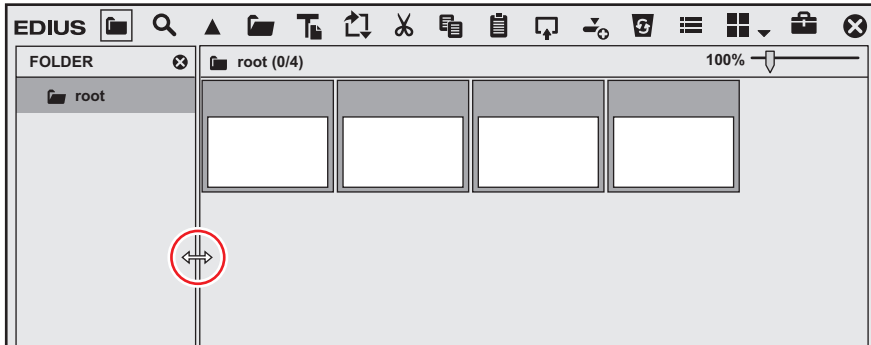 EDIUS
FOLDER
root (0/4)
100%
root